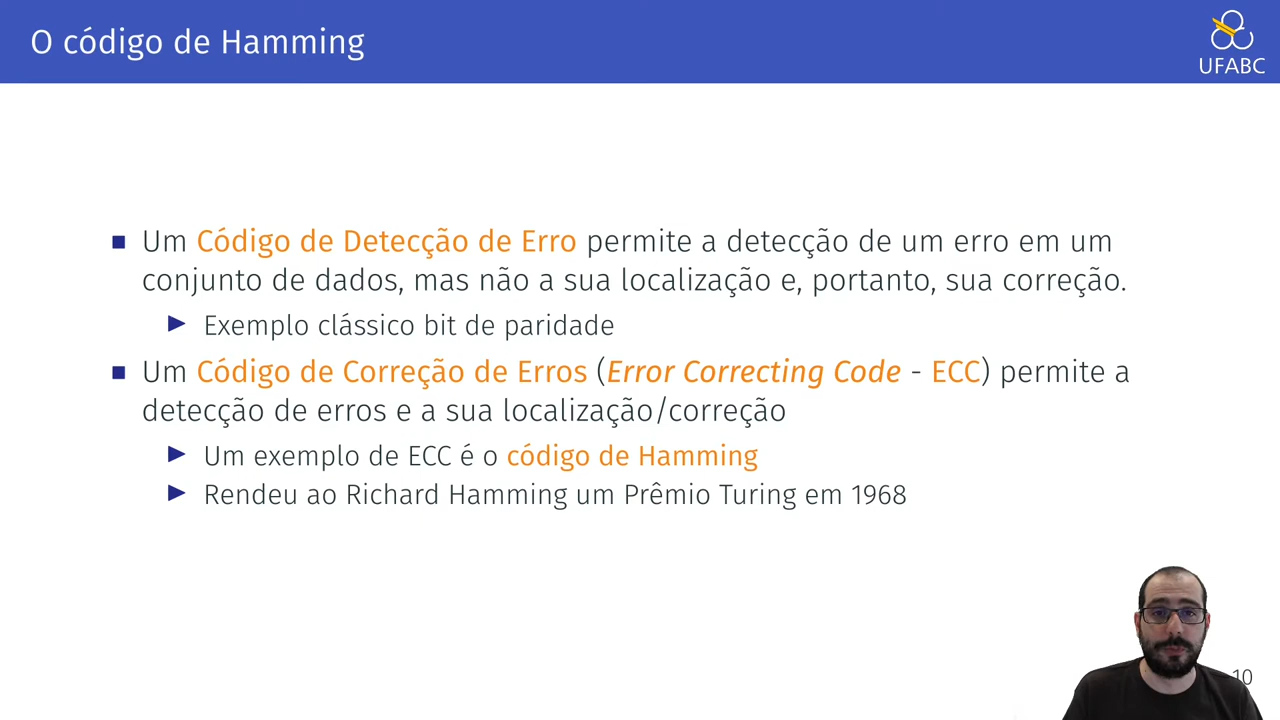 O código de Hamming
UFABC
Um Código de Detecção de Erro permite a detecção de um erro em um
conjunto de dados, mas não a sua localização e, portanto, sua correção.
Exemplo clássico bit de paridade
Um Código de Correção de Erros (Error Correcting Code - ECC) permite a
detecção de erros e a sua localização/correção
Um exemplo de ECC é o código de Hamming
Rendeu ao Richard Hamming um Prêmio Turing em 1968
10